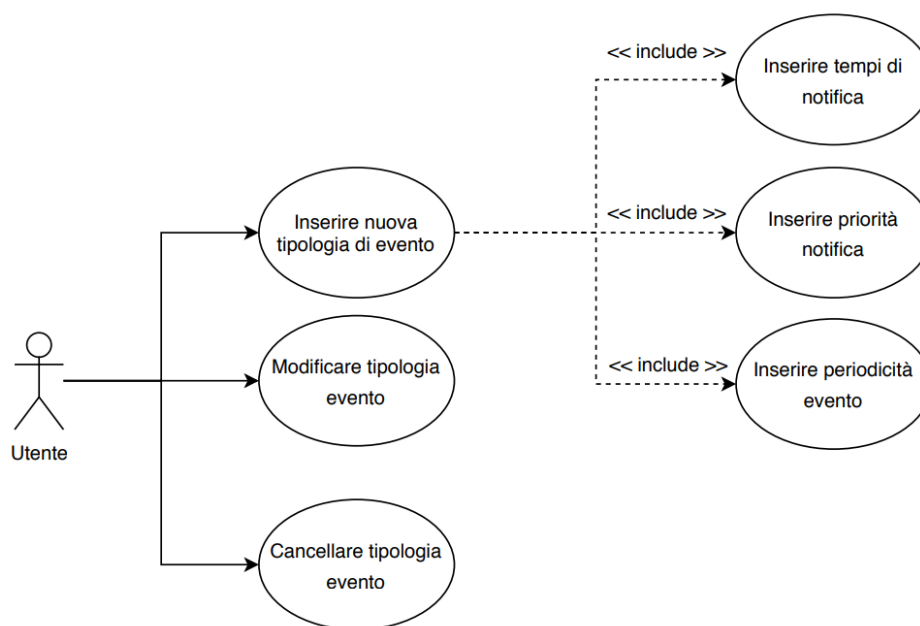 << include >>
Inserire tempi di
notifica
Inserire nuova
tipologia di evento
<< include >>
Inserire priorità
notifica
Modificare tipologia
evento
<< include >>
Inserire periodicità
evento
Utente
Cancellare tipologia
evento